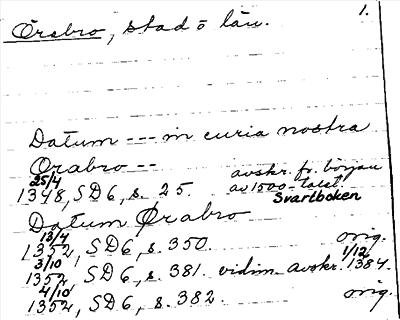 1.
Örebro, stad o län.
Datum --- in curia nostra
Orabro --
25/4 avskr. fr. början
1348, SD6, s. 25. av 1500-talet,
Svartboken
Datum Ørabro
13/4 orig.
1352, SD6, s. 350.
3/10 1/12
1352, SD6, s. 381. vidim. avskr. 1384.
4/10
1352, SD6, s. 382. orig.